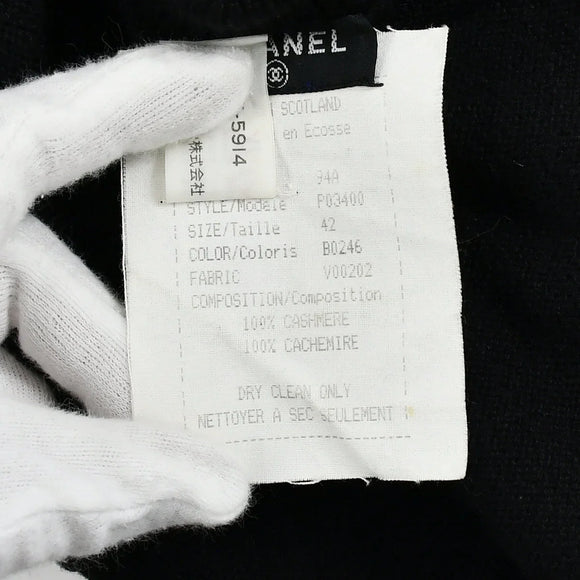 ANEL
SCOTLAND
en Ecosse
94A
STYLE/Modele P03400
SIZE/Taille 42
COLOR/Coloris B0246
FABRIC V00202
COMPOSITION/Composition
100% CASHMERE
100% CACHEMIRE
DRY CLEAN ONLY
NETTOYER A SEC SEULEMENT
-5914
株式会社